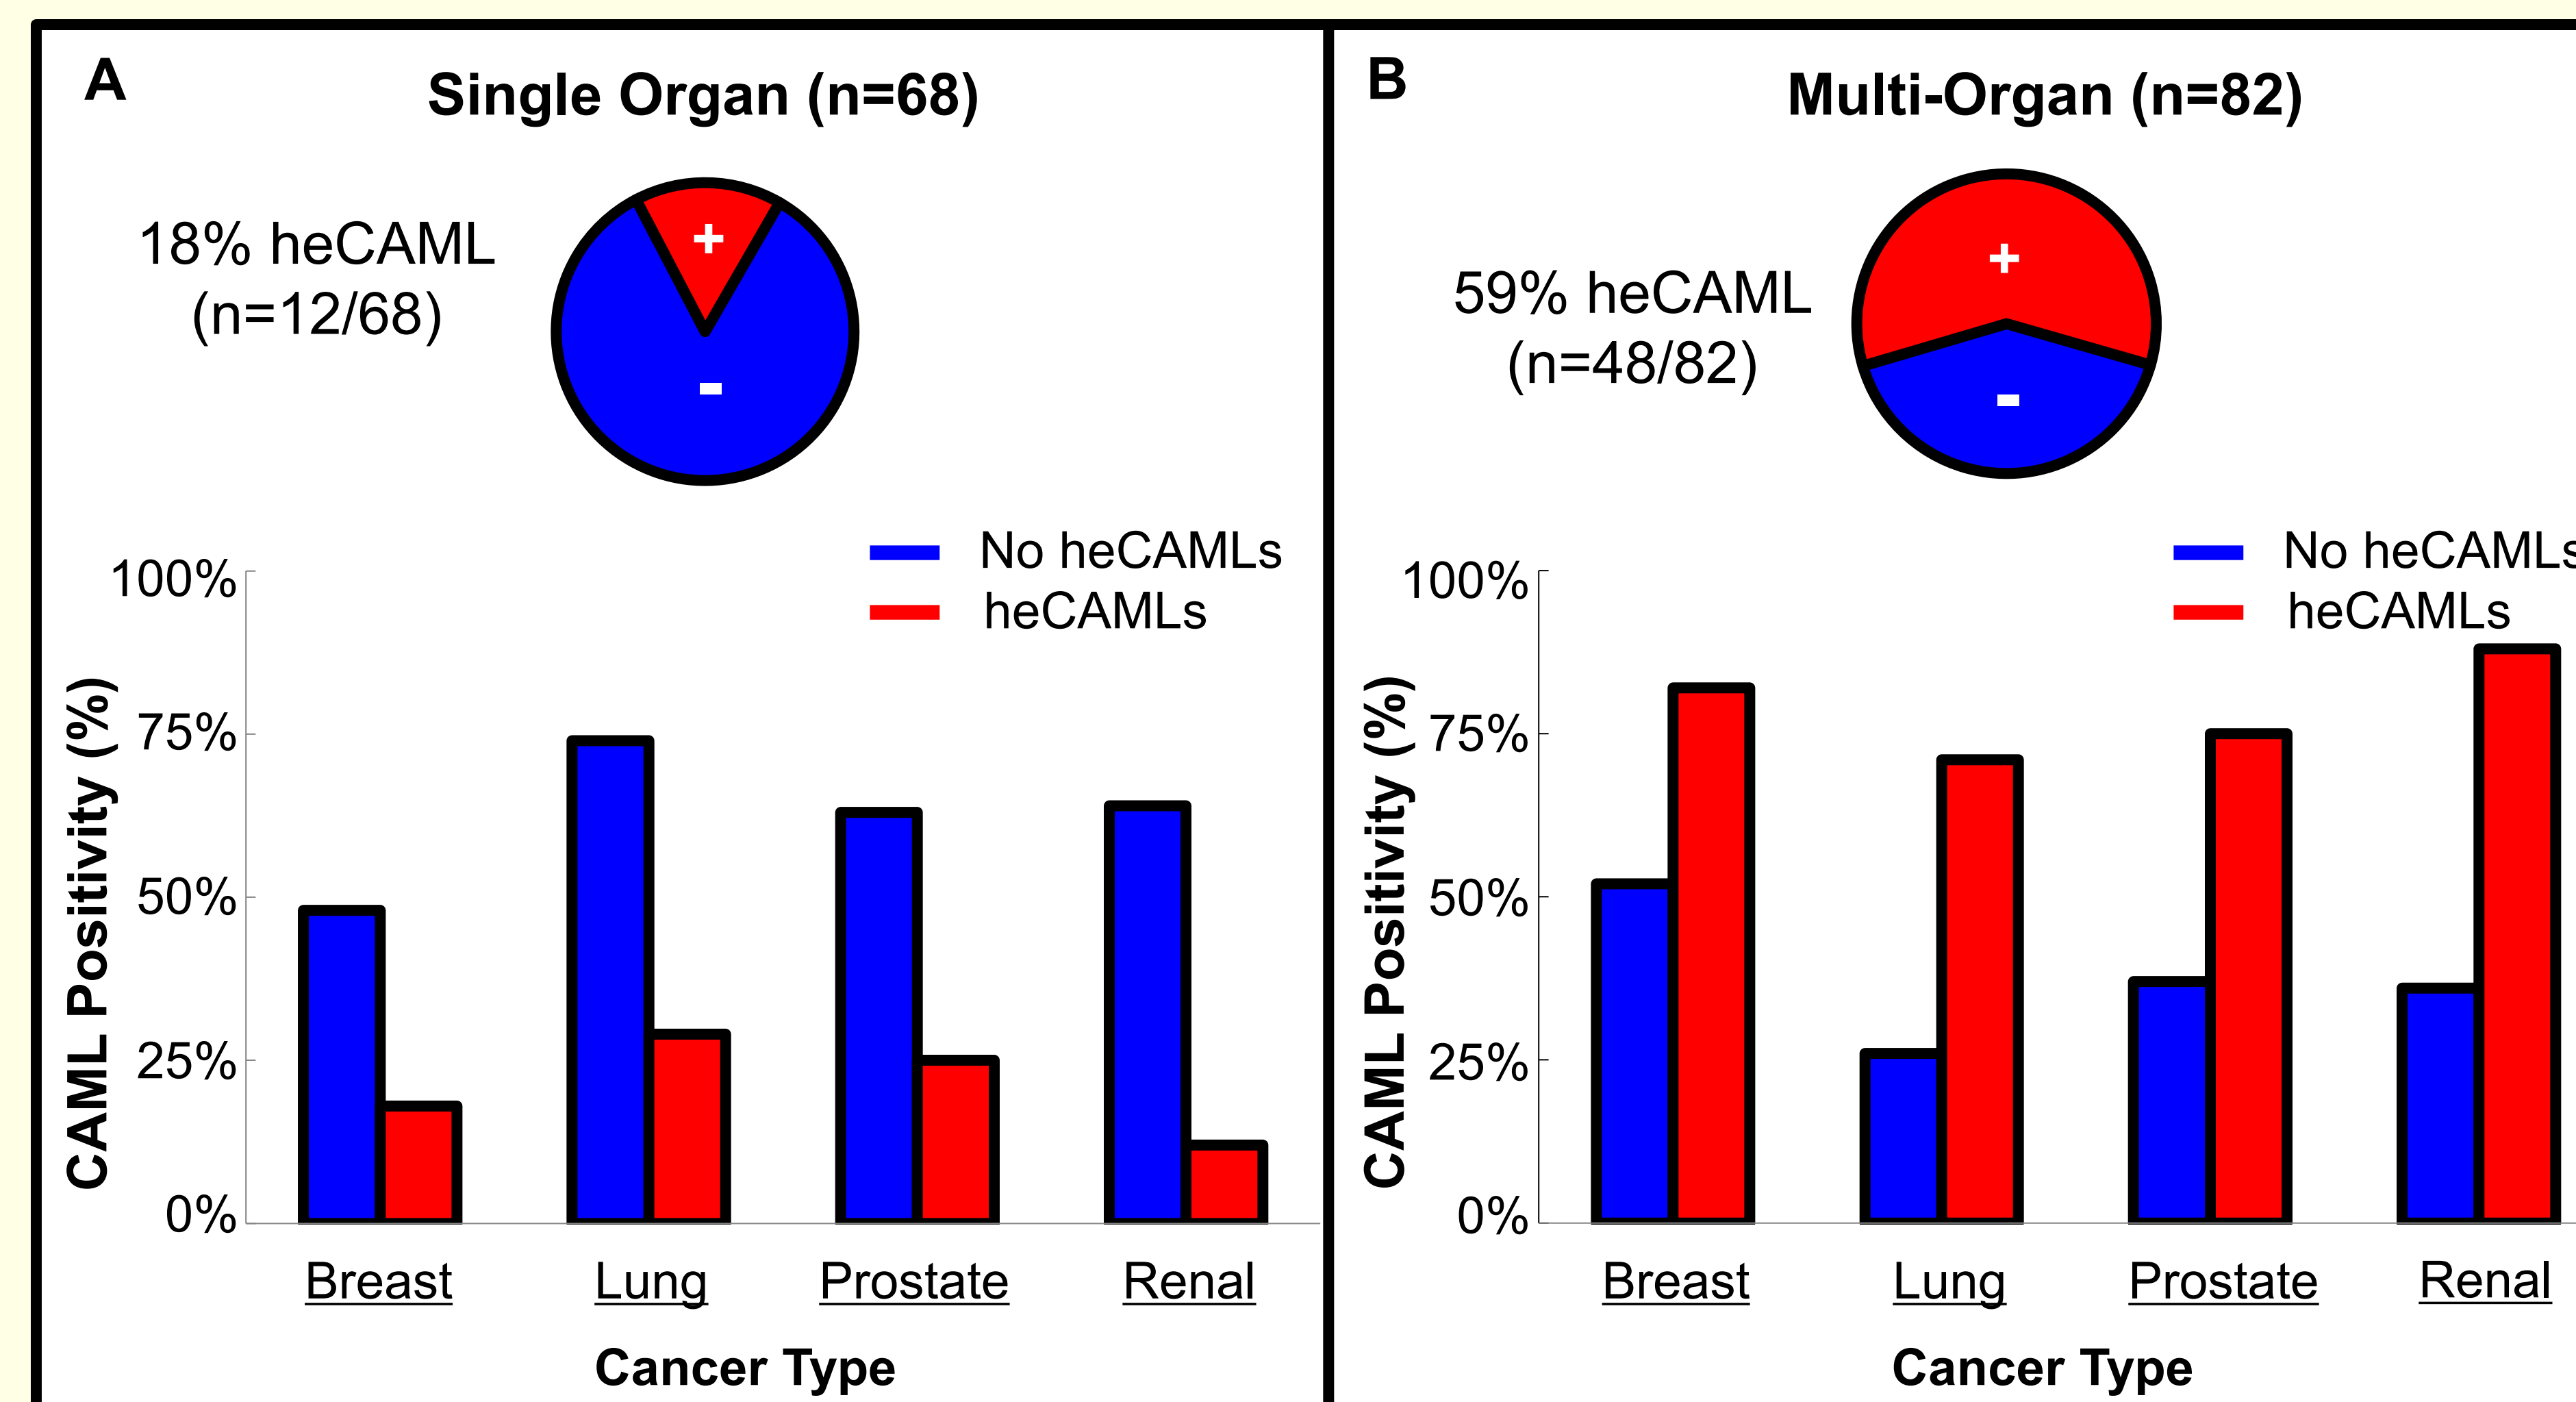 A
Single Organ (n=68)
18% heCAML
(n=12/68)
+
-
No heCAMLs
heCAMLs
CAML Positivity (%)
100%
75%
50%
25%
0%
Breast
Lung
Prostate
Renal
Cancer Type
B
Multi-Organ (n=82)
59% heCAML
(n=48/82)
+
-
No heCAMLs
heCAMLs
CAML Positivity (%)
100%
75%
50%
25%
0%
Breast
Lung
Prostate
Renal
Cancer Type